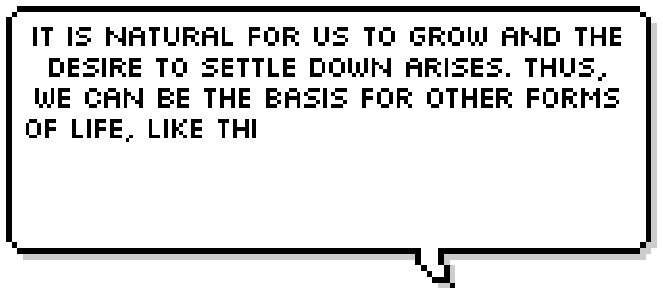 IT IS NATURAL FOR US TO GROW AND THE
DESIRE TO SETTLE DOWN ARISES. THUS,
WE CAN BE THE BASIS FOR OTHER FORMS
OF LIFE, LIKE THI